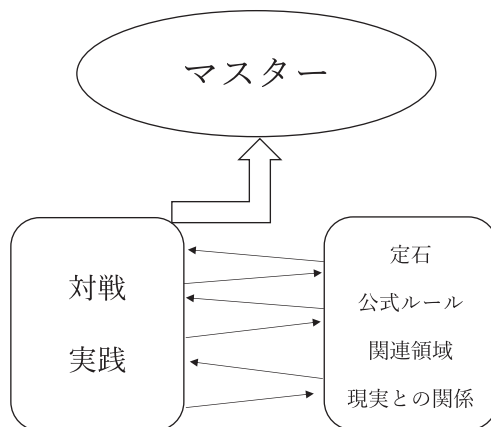 マスター
対戦
実践
定石
公式ルール
関連領域
現実との関係